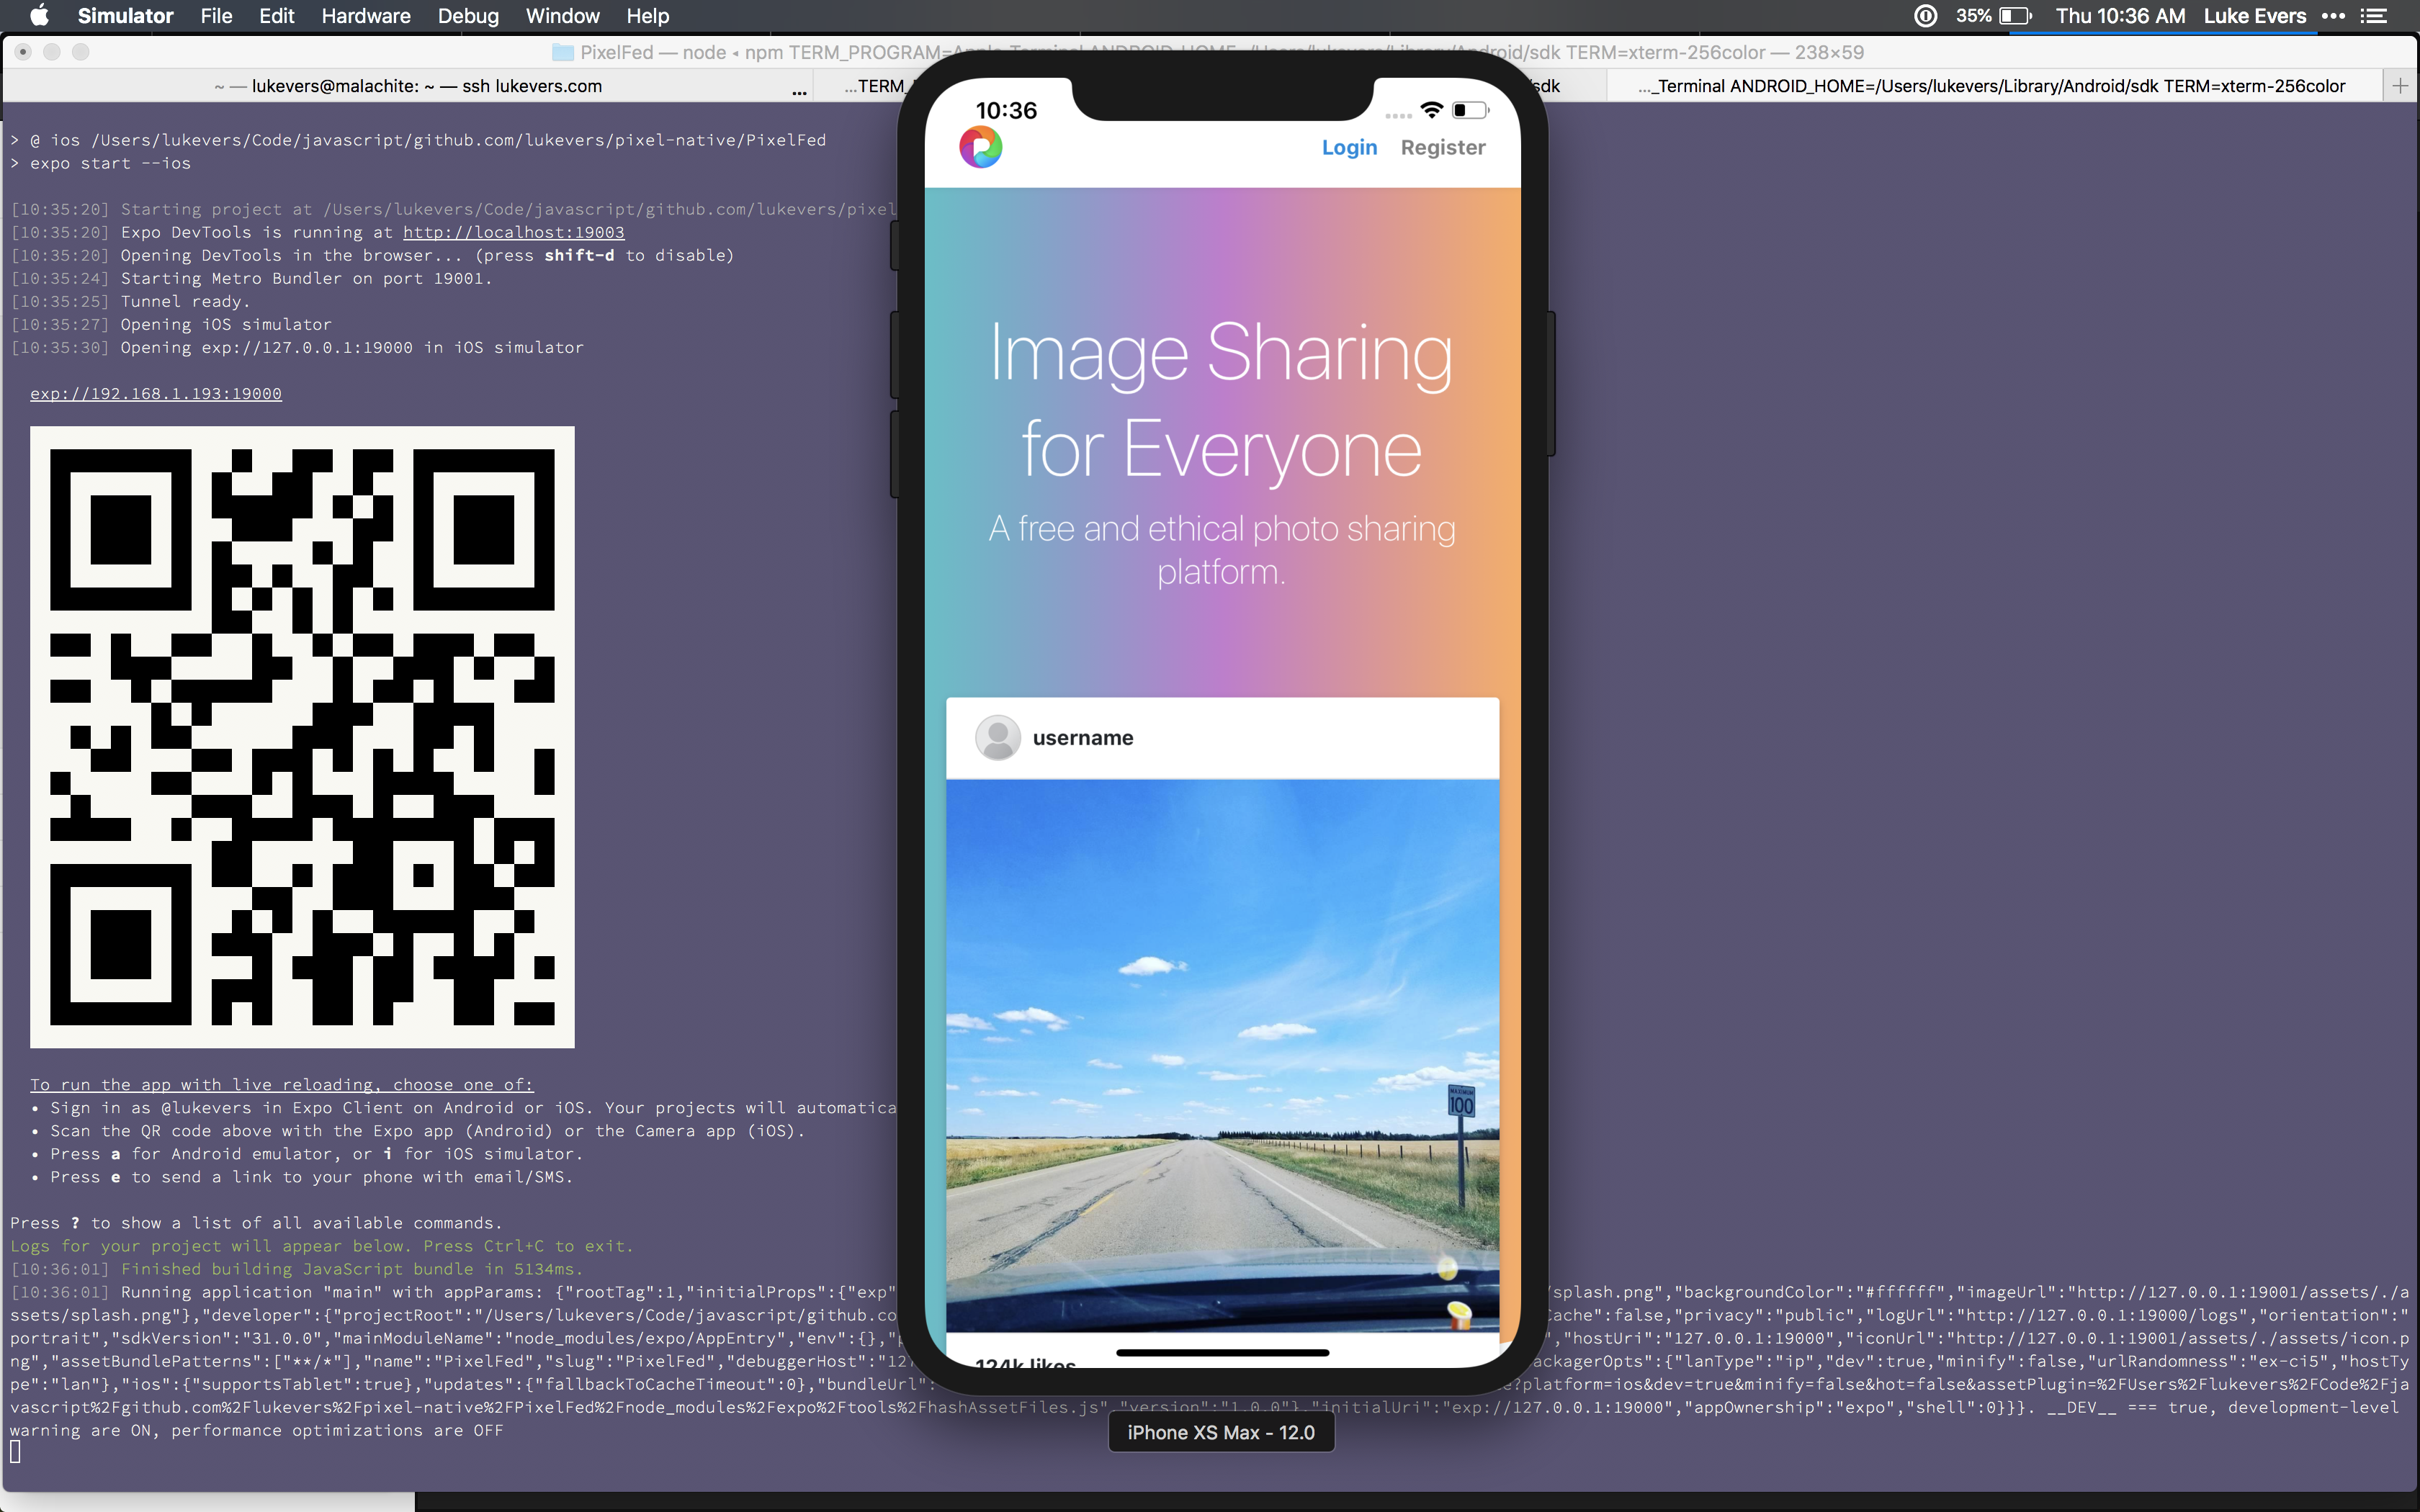 Simulator File Edit Hardware Debug Window Help 35% Thu 10:36 AM Luke Evers
PixelFed — node ◂ npm TERM_PROGRAM=Apple_Terminal ANDROID_HOME=/Users/lukevers/Library/Android/sdk TERM=xterm-256color — 238×59
~ — lukevers@malachite: ~ — ssh lukevers.com ...
...TERM_
sdk
..._Terminal ANDROID_HOME=/Users/lukevers/Library/Android/sdk TERM=xterm-256color
> @ ios /Users/lukevers/Code/javascript/github.com/lukevers/pixel-native/PixelFed
> expo start --ios
[10:35:20] Starting project at /Users/lukevers/Code/javascript/github.com/lukevers/pixel
[10:35:20] Expo DevTools is running at http://localhost:19003
[10:35:20] Opening DevTools in the browser... (press shift-d to disable)
[10:35:24] Starting Metro Bundler on port 19001.
[10:35:25] Tunnel ready.
[10:35:27] Opening iOS simulator
[10:35:30] Opening exp://127.0.0.1:19000 in iOS simulator
exp://192.168.1.193:19000
To run the app with live reloading, choose one of:
• Sign in as @lukevers in Expo Client on Android or iOS. Your projects will automatica
• Scan the QR code above with the Expo app (Android) or the Camera app (iOS).
• Press a for Android emulator, or i for iOS simulator.
• Press e to send a link to your phone with email/SMS.
Press ? to show a list of all available commands.
Logs for your project will appear below. Press Ctrl+C to exit.
[10:36:01] Finished building JavaScript bundle in 5134ms.
[10:36:01] Running application "main" with appParams: {"rootTag":1,"initialProps":{"exp" /splash.png","backgroundColor":"#ffffff","imageUrl":"http://127.0.0.1:19001/assets/./a
ssets/splash.png"},"developer":{"projectRoot":"/Users/lukevers/Code/javascript/github.co Cache":false,"privacy":"public","logUrl":"http://127.0.0.1:19000/logs","orientation":"
portrait","sdkVersion":"31.0.0","mainModuleName":"node_modules/expo/AppEntry","env":{}," ","hostUri":"127.0.0.1:19000","iconUrl":"http://127.0.0.1:19001/assets/./assets/icon.p
ng","assetBundlePatterns":["**/*"],"name":"PixelFed","slug":"PixelFed","debuggerHost":"127 ackagerOpts":{"lanType":"ip","dev":true,"minify":false,"urlRandomness":"ex-ci5","hostTy
pe":"lan"},"ios":{"supportsTablet":true},"updates":{"fallbackToCacheTimeout":0},"bundleUrl": e?platform=ios&dev=true&minify=false&hot=false&assetPlugin=%2FUsers%2Flukevers%2FCode%2Fja
vascript%2Fgithub.com%2Flukevers%2Fpixel-native%2FPixelFed%2Fnode_modules%2Fexpo%2Ftools%2FhashAssetFiles.js","version":"1.0.0"},"initialUri":"exp://127.0.0.1:19000","appOwnership":"expo","shell":0}}}. __DEV__ === true, development-level
warning are ON, performance optimizations are OFF
10:36
Login Register
Image Sharing
for Everyone
A free and ethical photo sharing
platform.
username
MAXIMUM
100
124k likes
iPhone XS Max - 12.0